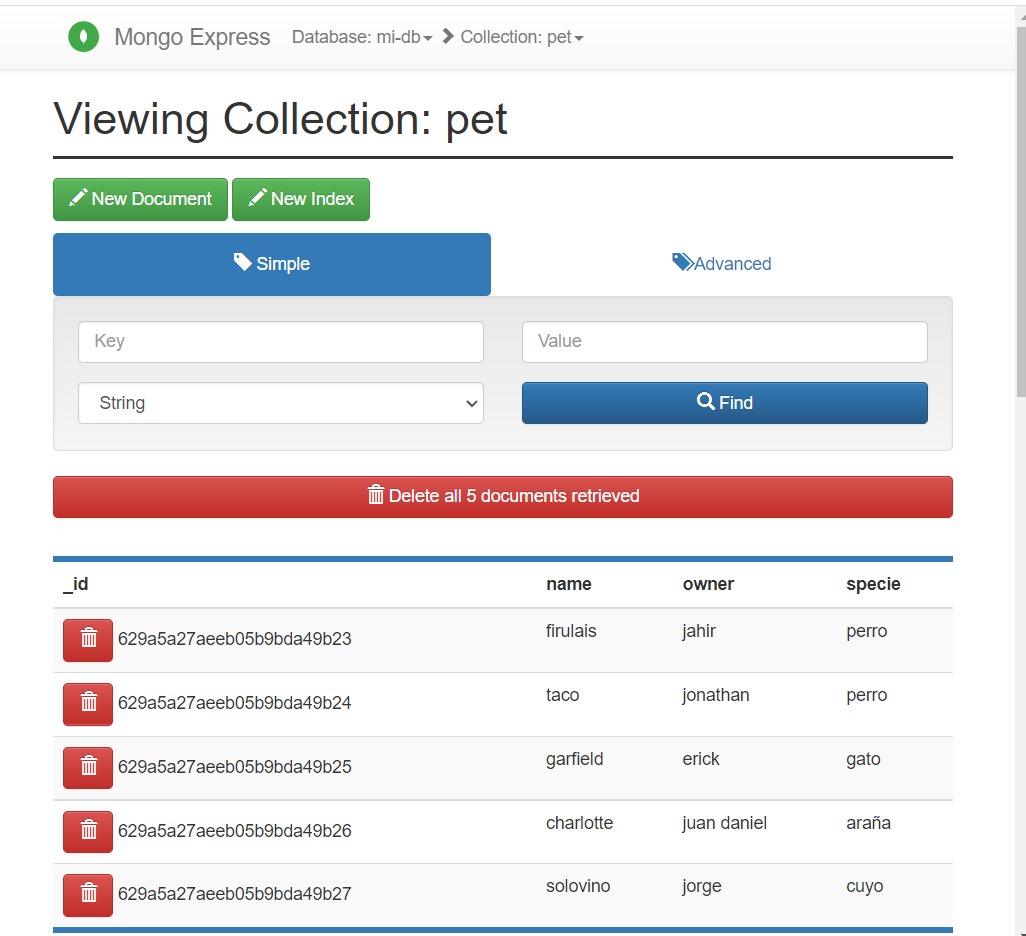 Mongo Express Database: mi-db Collection: pet
Viewing Collection: pet
New Document New Index
Simple Advanced
Key Value
String Find
Delete all 5 documents retrieved
_id name owner specie
629a5a27aeeb05b9bda49b23 firulais jahir perro
629a5a27aeeb05b9bda49b24 taco jonathan perro
629a5a27aeeb05b9bda49b25 garfield erick gato
629a5a27aeeb05b9bda49b26 charlotte juan daniel araña
629a5a27aeeb05b9bda49b27 solovino jorge cuyo